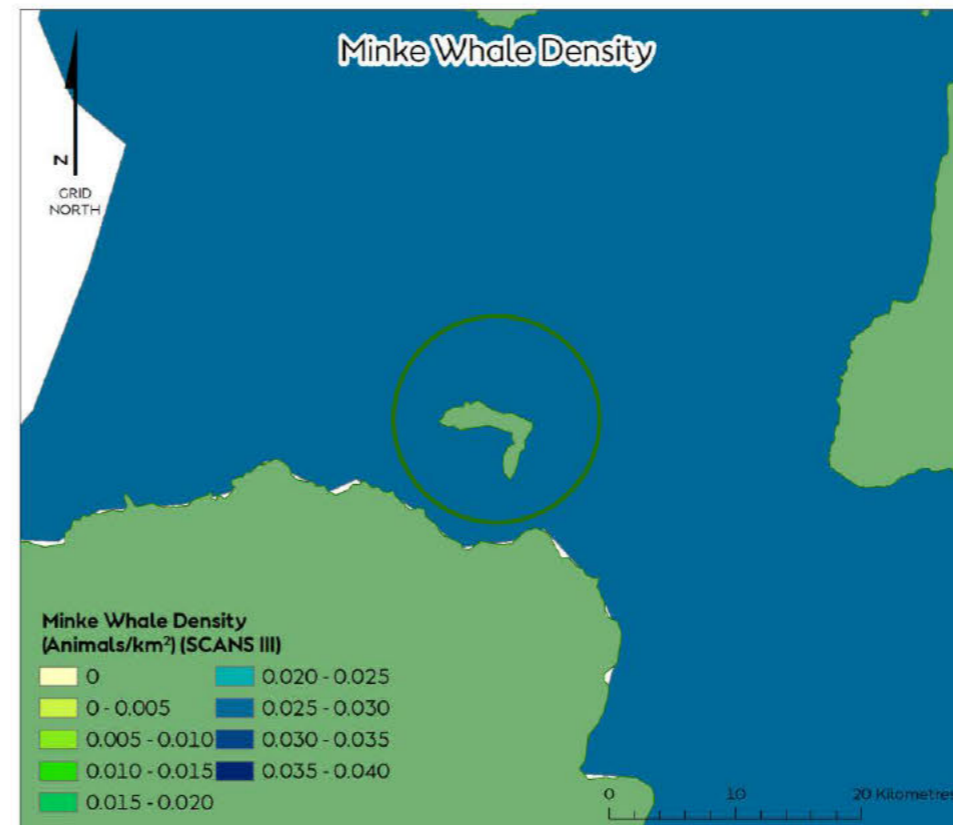 Minke Whale Density
N
GRID
NORTH
Minke Whale Density
(Animals/km²) (SCANS III)
0
0 - 0.005
0.005 - 0.010
0.010 - 0.015
0.015 - 0.020
0.020 - 0.025
0.025 - 0.030
0.030 - 0.035
0.035 - 0.040
0 10 20 Kilometres